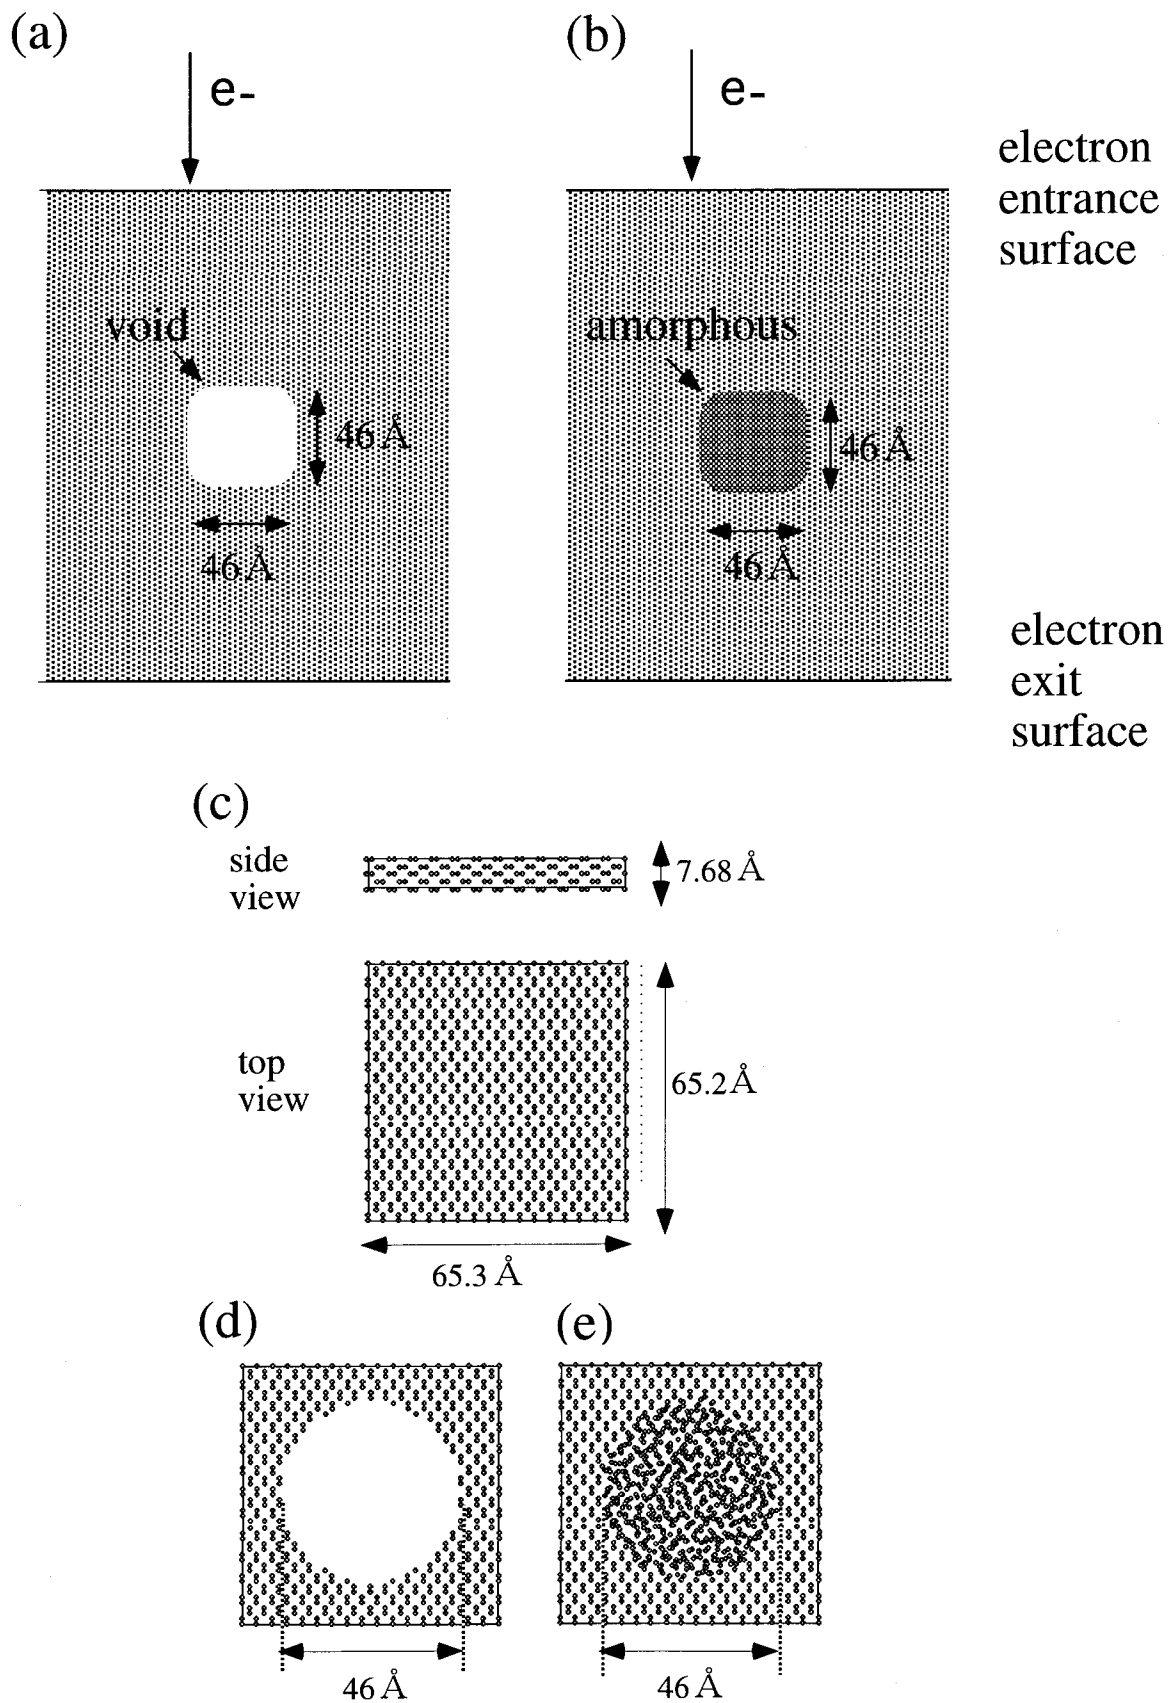 (a)
(b)
e-
e-
electron
entrance
surface
void
amorphous
46 Å
46 Å
46 Å
46 Å
electron
exit
surface
(c)
side
view
7.68 Å
top
view
65.2 Å
65.3 Å
(d)
(e)
46 Å
46 Å